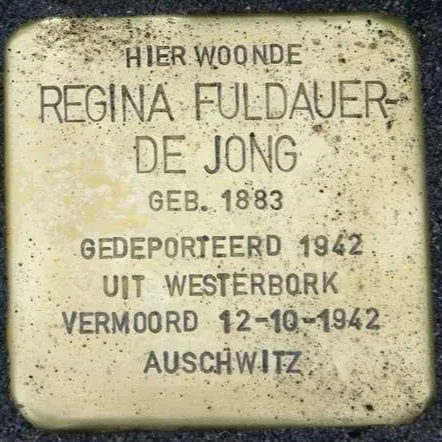 HIER WOONDE
REGINA FULDAUER-
DE JONG
GEB. 1883
GEDEPORTEERD 1942
UIT WESTERBORK
VERMOORD 12-10-1942
AUSCHWITZ